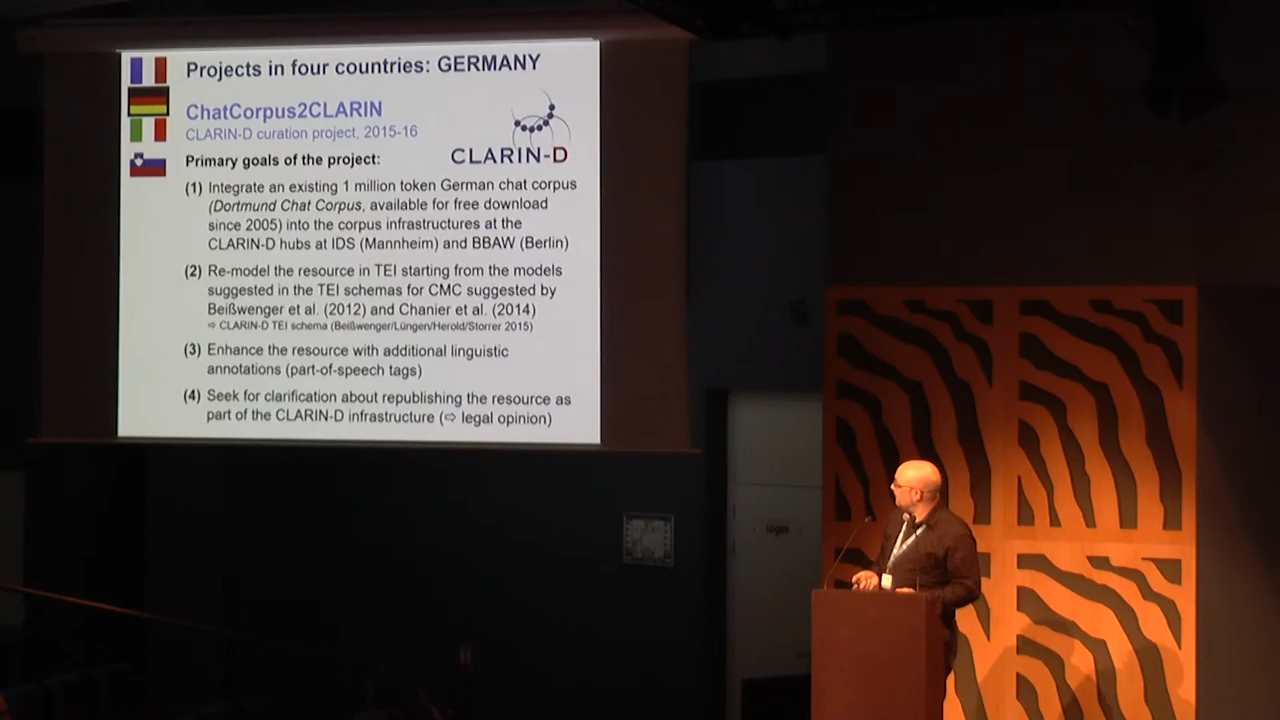 Projects in four countries: GERMANY
ChatCorpus2CLARIN
CLARIN-D curation project, 2015-16
CLARIN-D
Primary goals of the project:
(1) Integrate an existing 1 million token German chat corpus
(Dortmund Chat Corpus, available for free download
since 2005) into the corpus infrastructures at the
CLARIN-D hubs at IDS (Mannheim) and BBAW (Berlin)
(2) Re-model the resource in TEI starting from the models
suggested in the TEI schemas for CMC suggested by
Beißwenger et al. (2012) and Chanier et al. (2014)
⇨ CLARIN-D TEI schema (Beißwenger/Lüngen/Herold/Storrer 2015)
(3) Enhance the resource with additional linguistic
annotations (part-of-speech tags)
(4) Seek for clarification about republishing the resource as
part of the CLARIN-D infrastructure (⇨ legal opinion)
Loges